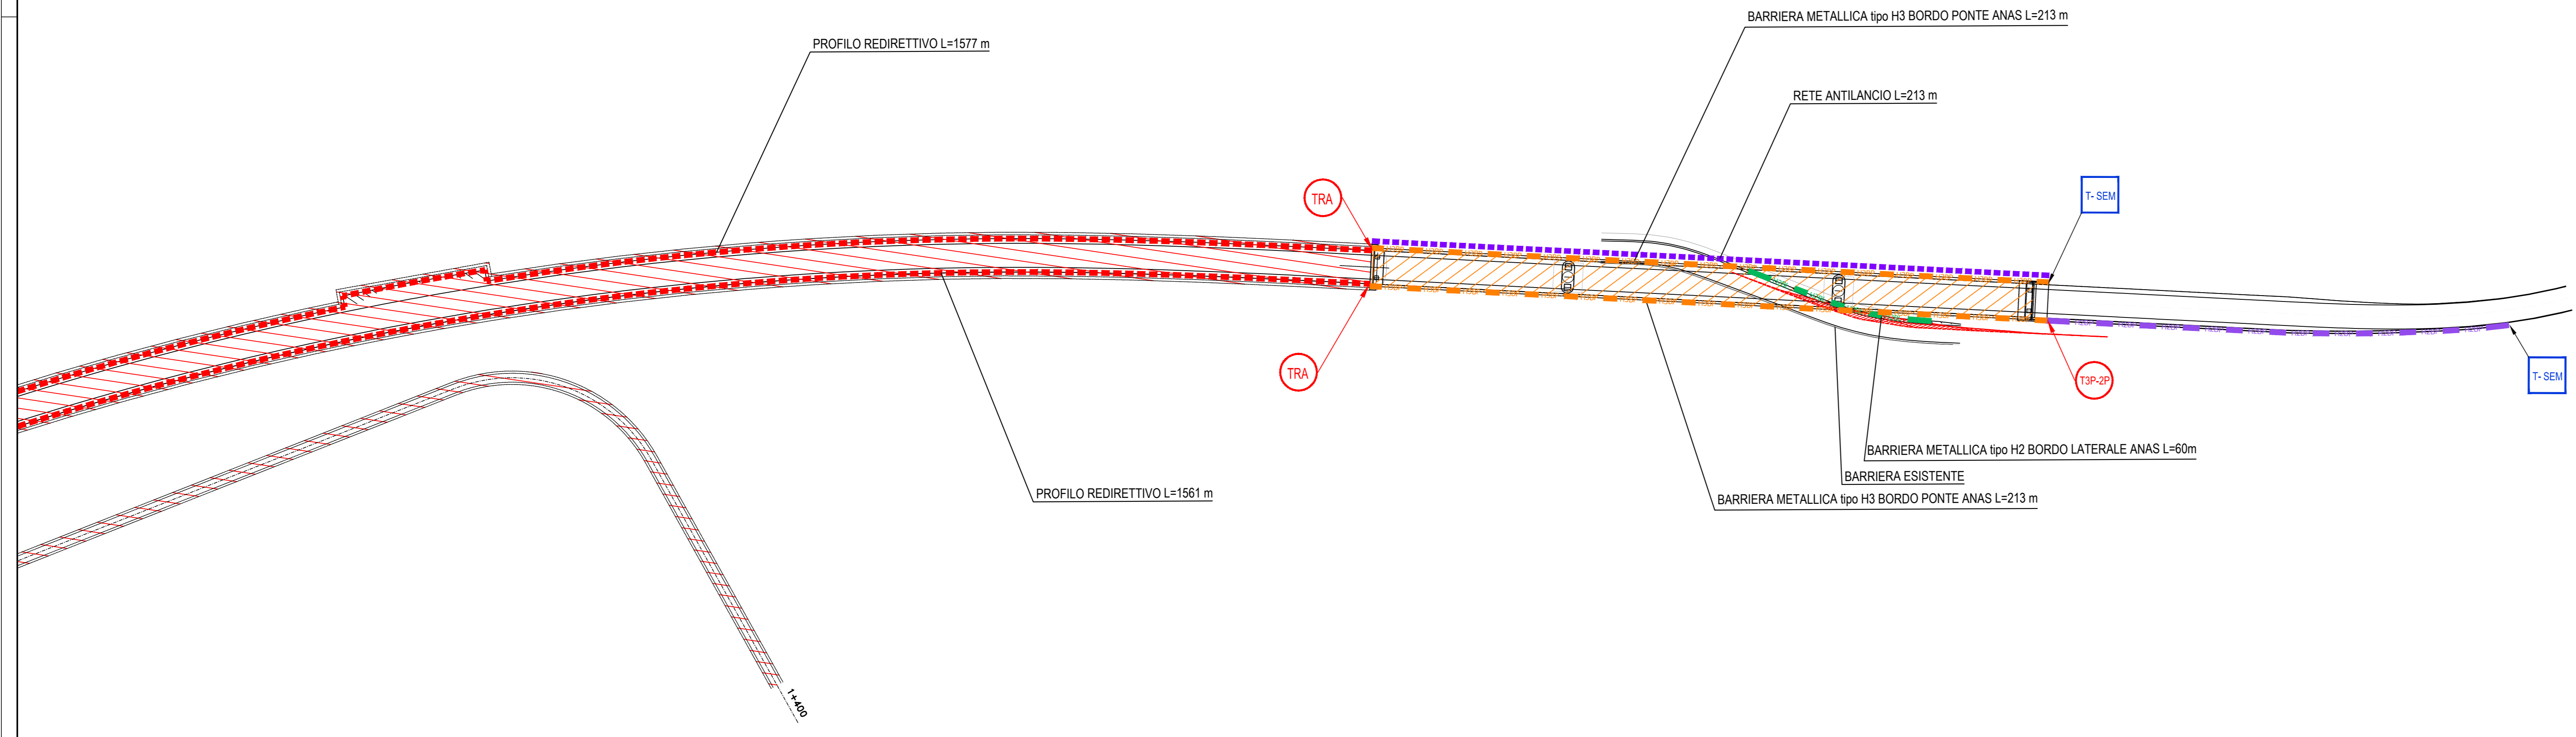 BARRIERA METALLICA tipo H3 BORDO PONTE ANAS L=213 m
PROFILO REDIRETTIVO L=1577 m
RETE ANTILANCIO L=213 m
TRA
T- SEM
TRA
T3P-2P
T- SEM
BARRIERA METALLICA tipo H2 BORDO LATERALE ANAS L=60m
BARRIERA ESISTENTE
PROFILO REDIRETTIVO L=1561 m
BARRIERA METALLICA tipo H3 BORDO PONTE ANAS L=213 m
1+400